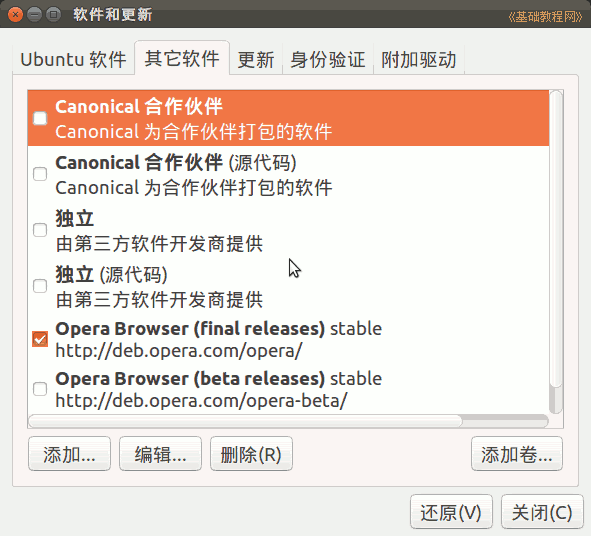 软件和更新
《基础教程网》
Ubuntu 软件 其它软件 更新 身份验证 附加驱动
Canonical 合作伙伴
Canonical 为合作伙伴打包的软件
Canonical 合作伙伴 (源代码)
Canonical 为合作伙伴打包的软件
独立
由第三方软件开发商提供
独立 (源代码)
由第三方软件开发商提供
Opera Browser (final releases) stable
http://deb.opera.com/opera/
Opera Browser (beta releases) stable
http://deb.opera.com/opera-beta/
添加... 编辑... 删除(R) 添加卷...
还原(V) 关闭(C)